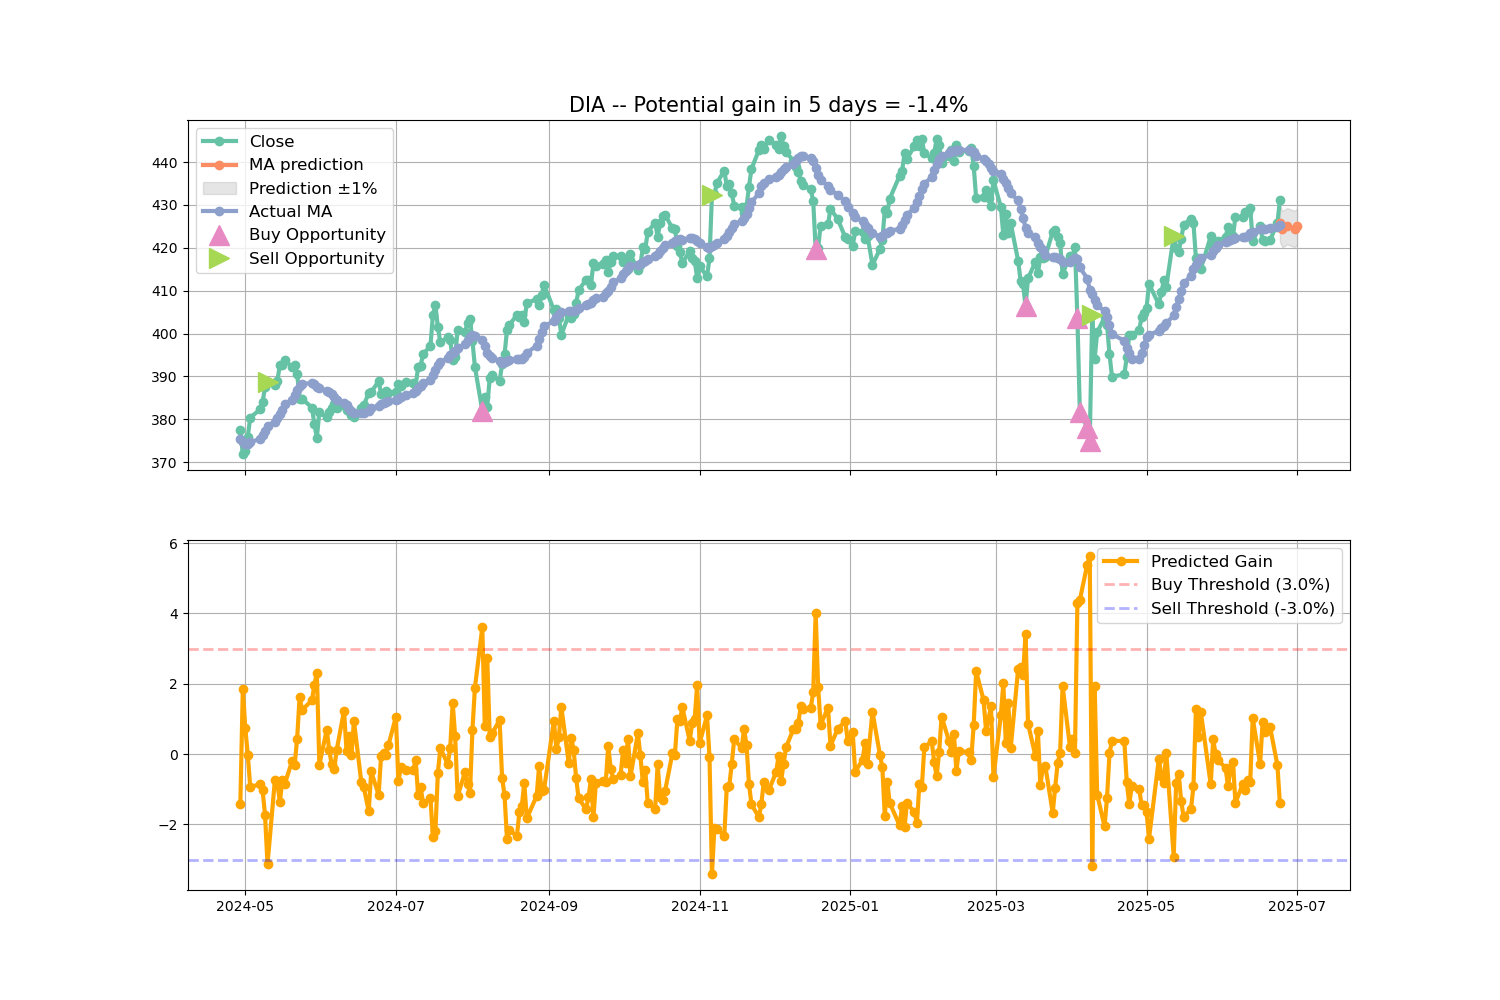 DIA -- Potential gain in 5 days = -1.4%
Close
MA prediction
Prediction ±1%
Actual MA
Buy Opportunity
Sell Opportunity
440
430
420
410
400
390
380
370
6
4
2
0
−2
Predicted Gain
Buy Threshold (3.0%)
Sell Threshold (-3.0%)
2024-05 2024-07 2024-09 2024-11 2025-01 2025-03 2025-05 2025-07